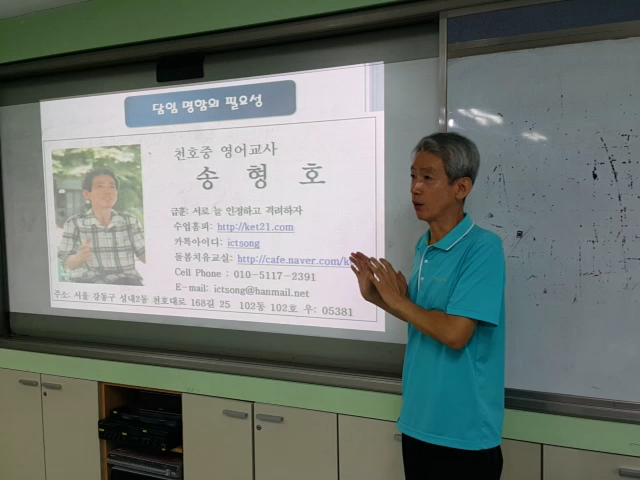 담임 명함의 필요성
천호중 영어교사
송 형 호
급훈: 서로 늘 인정하고 격려하자
수업홈피: http://ket21.com
카톡아이디: ictsong
돌봄치유교실: http://cafe.naver.com/k
Cell Phone : 010-5117-2391
E-mail: ictsong@hanmail.net
주소: 서울 강동구 성내2동 천호대로 168길 25 102동 102호 우: 05381